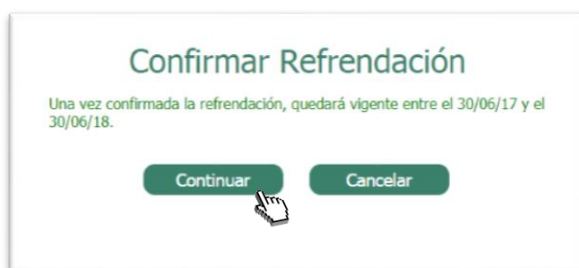 Confirmar Refrendación
Una vez confirmada la refrendación, quedará vigente entre el 30/06/17 y el
30/06/18.
Continuar
Cancelar